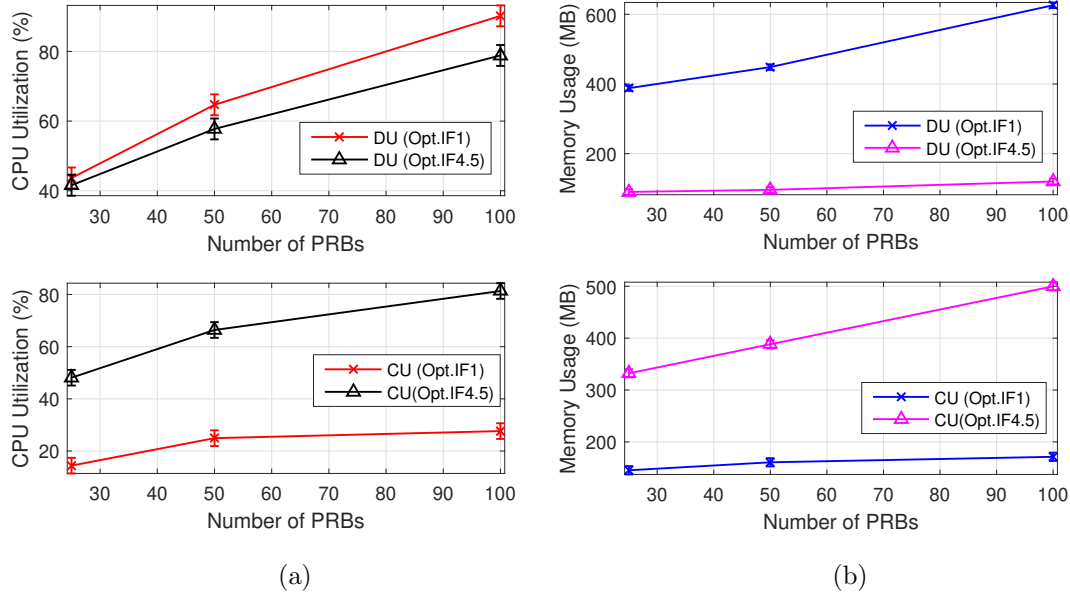 CPU Utilization (%)
80
60
40
30 40 50 60 70 80 90 100
Number of PRBs
DU (Opt.IF1)
DU (Opt.IF4.5)
Memory Usage (MB)
600
400
200
30 40 50 60 70 80 90 100
Number of PRBs
DU (Opt.IF1)
DU (Opt.IF4.5)
CPU Utilization (%)
80
60
40
20
30 40 50 60 70 80 90 100
Number of PRBs
CU (Opt.IF1)
CU(Opt.IF4.5)
Memory Usage (MB)
500
400
300
200
30 40 50 60 70 80 90 100
Number of PRBs
CU (Opt.IF1)
CU(Opt.IF4.5)
(a)
(b)